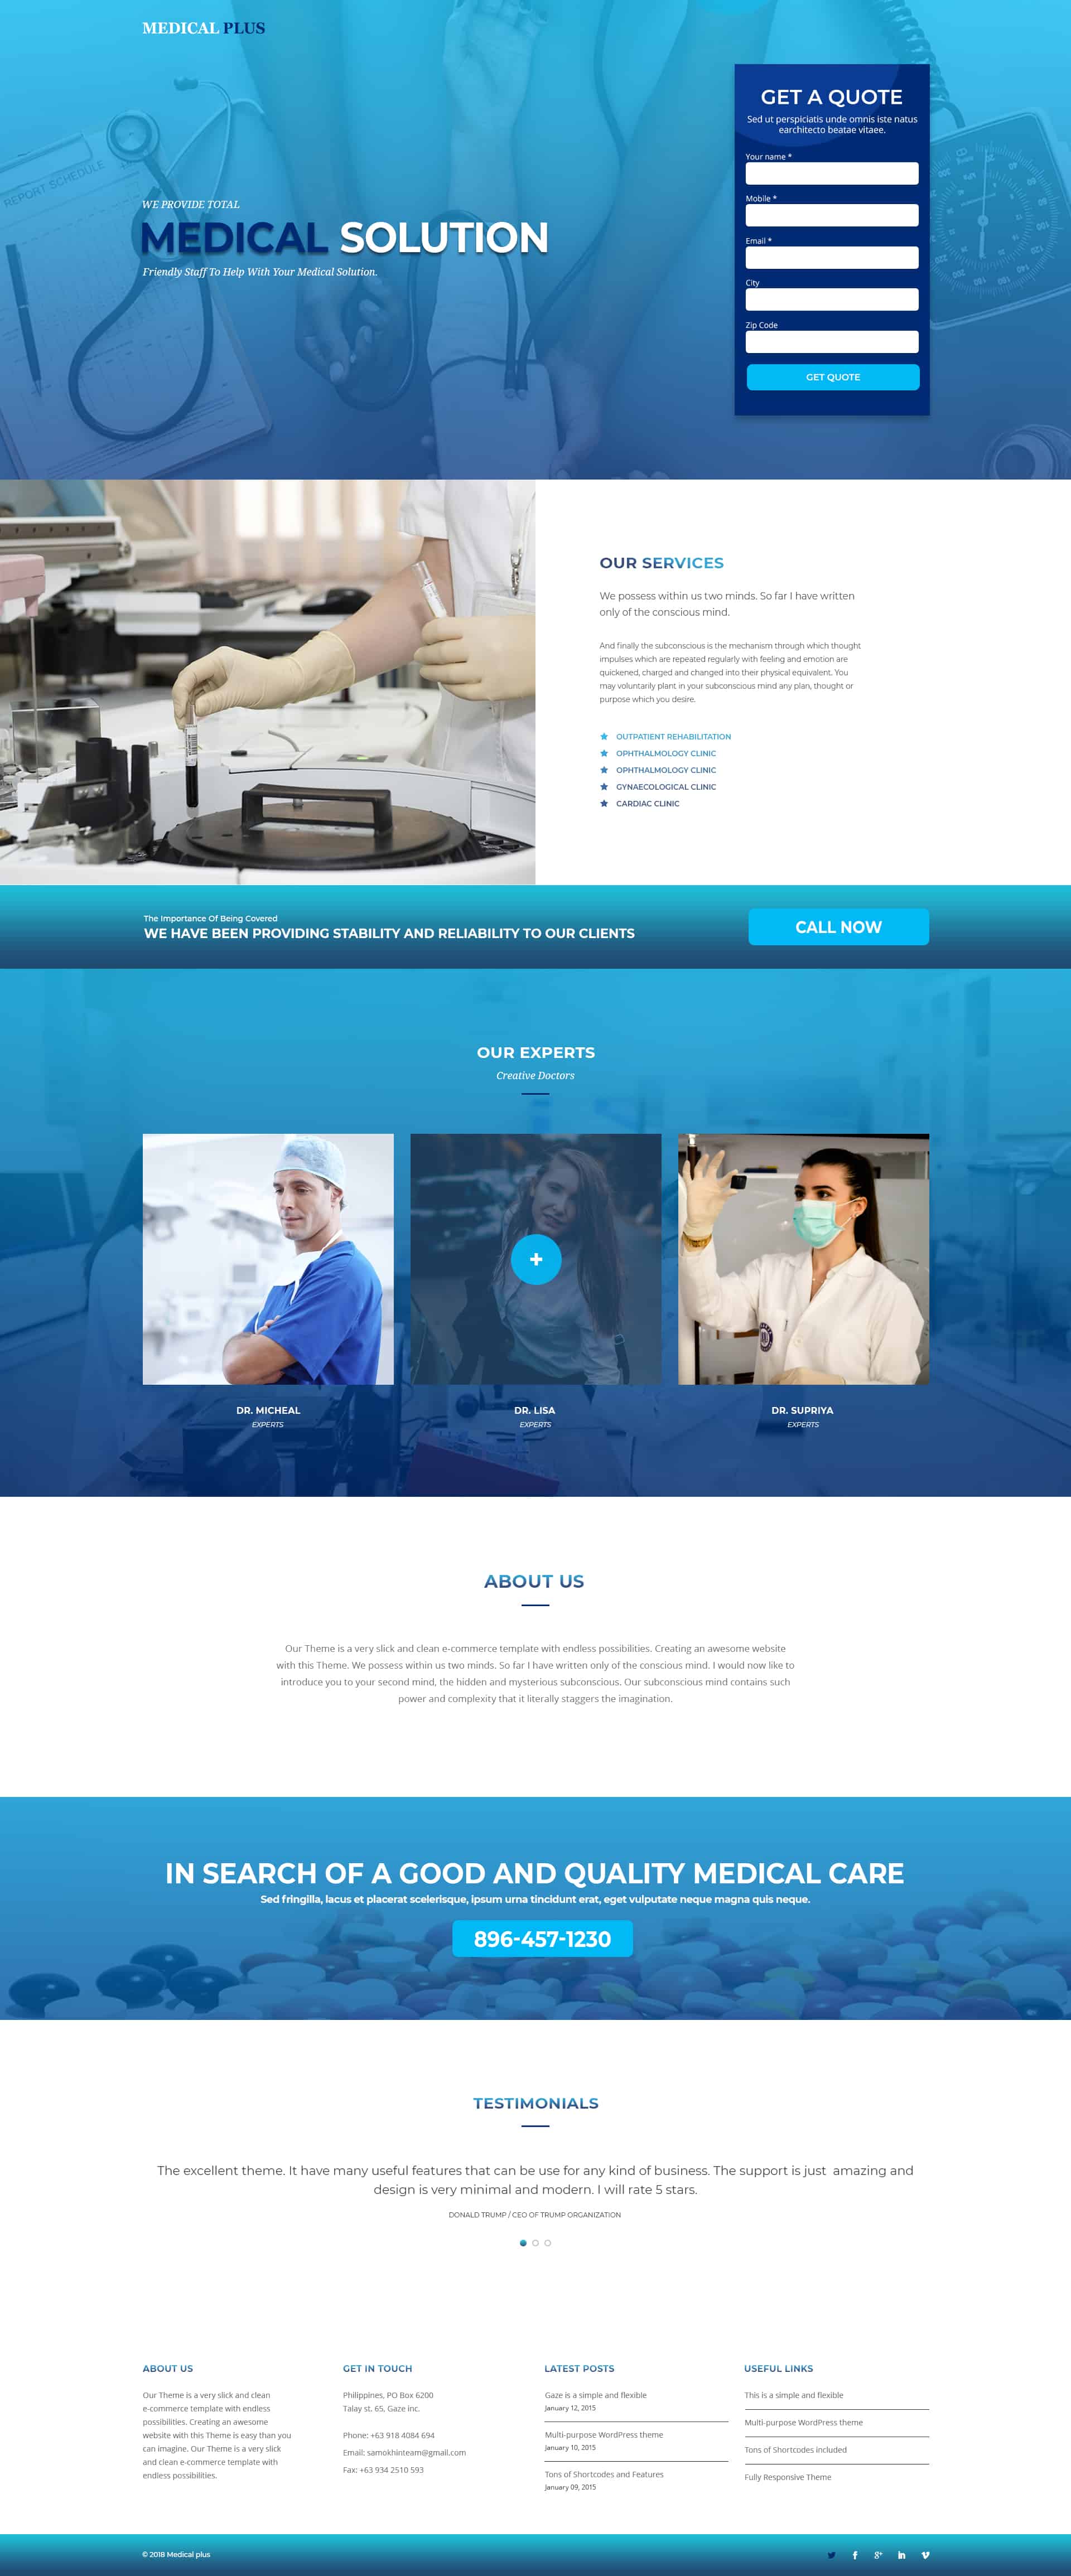 MEDICAL PLUS
REPORT SCHEDULE
WE PROVIDE TOTAL
MEDICAL SOLUTION
Friendly Staff To Help With Your Medical Solution.
GET A QUOTE
Sed ut perspiciatis unde omnis iste natus
earchitecto beatae vitaee.
Your name *
Mobile *
Email *
City
Zip Code
GET QUOTE
OUR SERVICES
We possess within us two minds. So far I have written
only of the conscious mind.
And finally the subconscious is the mechanism through which thought
impulses which are repeated regularly with feeling and emotion are
quickened, charged and changed into their physical equivalent. You
may voluntarily plant in your subconscious mind any plan, thought or
purpose which you desire.
OUTPATIENT REHABILITATION
OPHTHALMOLOGY CLINIC
OPHTHALMOLOGY CLINIC
GYNAECOLOGICAL CLINIC
CARDIAC CLINIC
The Importance Of Being Covered
WE HAVE BEEN PROVIDING STABILITY AND RELIABILITY TO OUR CLIENTS
CALL NOW
OUR EXPERTS
Creative Doctors
DR. MICHEAL
EXPERTS
DR. LISA
EXPERTS
DR. SUPRIYA
EXPERTS
ABOUT US
Our Theme is a very slick and clean e-commerce template with endless possibilities. Creating an awesome website
with this Theme. We possess within us two minds. So far I have written only of the conscious mind. I would now like to
introduce you to your second mind, the hidden and mysterious subconscious. Our subconscious mind contains such
power and complexity that it literally staggers the imagination.
IN SEARCH OF A GOOD AND QUALITY MEDICAL CARE
Sed fringilla, lacus et placerat scelerisque, ipsum urna tincidunt erat, eget vulputate neque magna quis neque.
896-457-1230
TESTIMONIALS
The excellent theme. It have many useful features that can be use for any kind of business. The support is just amazing and
design is very minimal and modern. I will rate 5 stars.
DONALD TRUMP / CEO OF TRUMP ORGANIZATION
ABOUT US
Our Theme is a very slick and clean
e-commerce template with endless
possibilities. Creating an awesome
website with this Theme is easy than you
can imagine. Our Theme is a very slick
and clean e-commerce template with
endless possibilities.
GET IN TOUCH
Philippines, PO Box 6200
Talay st. 65, Gaze inc.
Phone: +63 918 4084 694
Email: samokhinteam@gmail.com
Fax: +63 934 2510 593
LATEST POSTS
Gaze is a simple and flexible
January 12, 2015
Multi-purpose WordPress theme
January 10, 2015
Tons of Shortcodes and Features
January 09, 2015
USEFUL LINKS
This is a simple and flexible
Multi-purpose WordPress theme
Tons of Shortcodes included
Fully Responsive Theme
© 2018 Medical plus